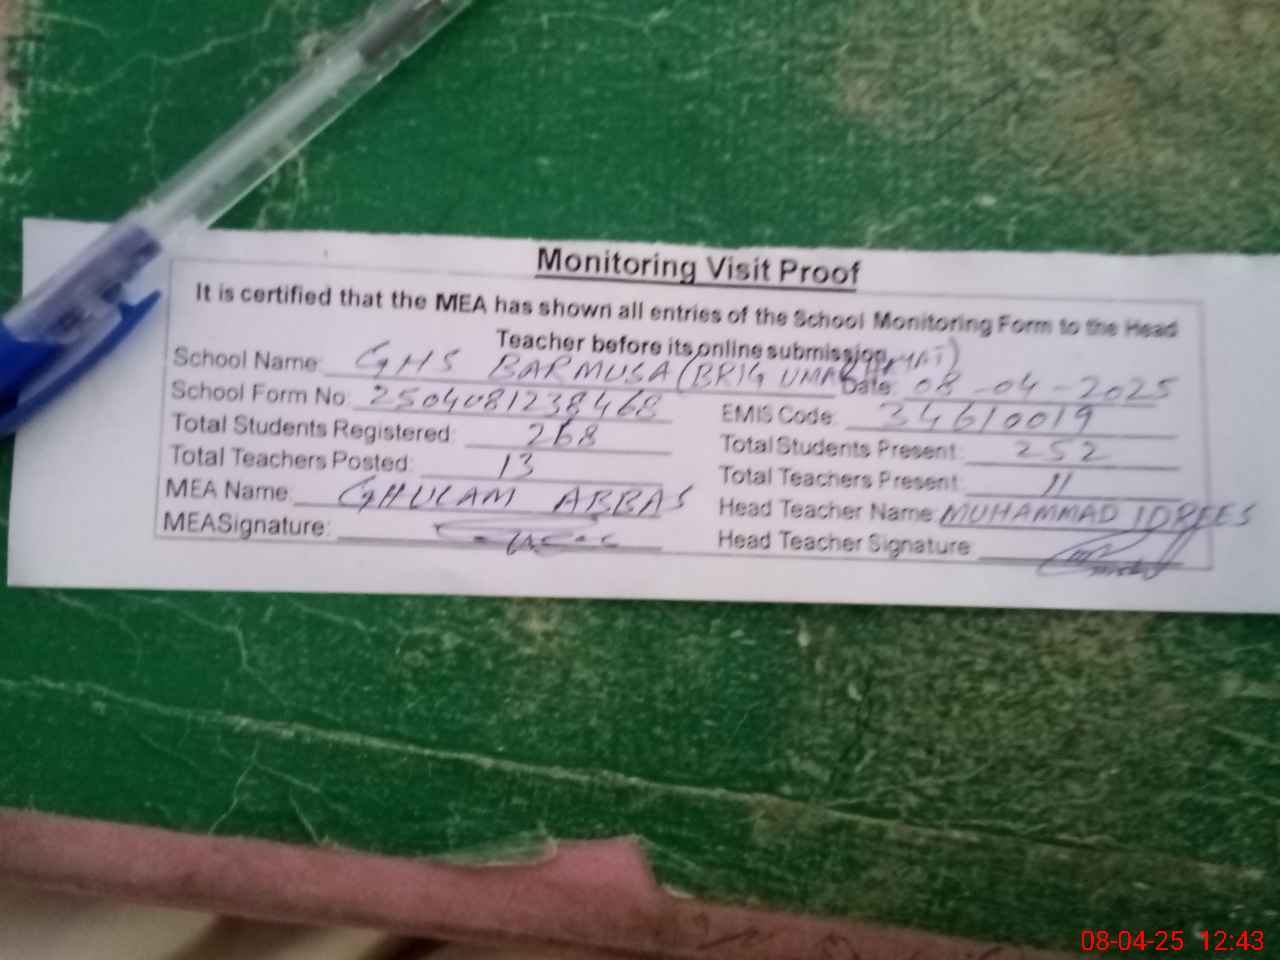 Monitoring Visit Proof
It is certified that the MEA has shown all entries of the School Monitoring Form to the Head
Teacher before its online submission.
School Name: GHS BARMUSA (BRIG UMAR HAYAT) Date: 08-04-2025
School Form No: 2504081238468 EMIS Code: 34610019
Total Students Registered: 268 Total Students Present: 252
Total Teachers Posted: 13 Total Teachers Present: 11
MEA Name: GHULAM ABBAS Head Teacher Name: MUHAMMAD IDREES
MEASignature: Head Teacher Signature:
08-04-25 12:43